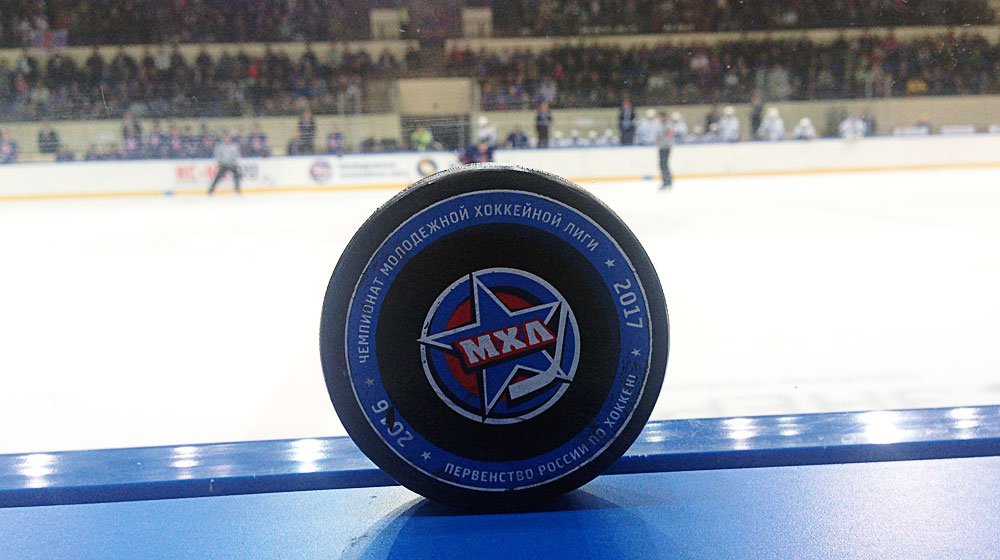 ЧЕМПИОНАТ МОЛОДЕЖНОЙ ХОККЕЙНОЙ ЛИГИ
2017
МХЛ
2016
ПЕРВЕНСТВО РОССИИ ПО ХОККЕЮ